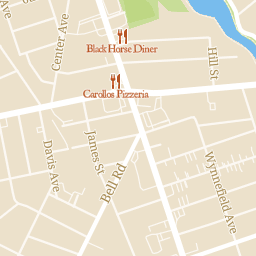 Center Ave
Black Horse Diner
Hill St
Carollos Pizzeria
Davis Ave
James St
Bell Rd
Wynnefield Ave